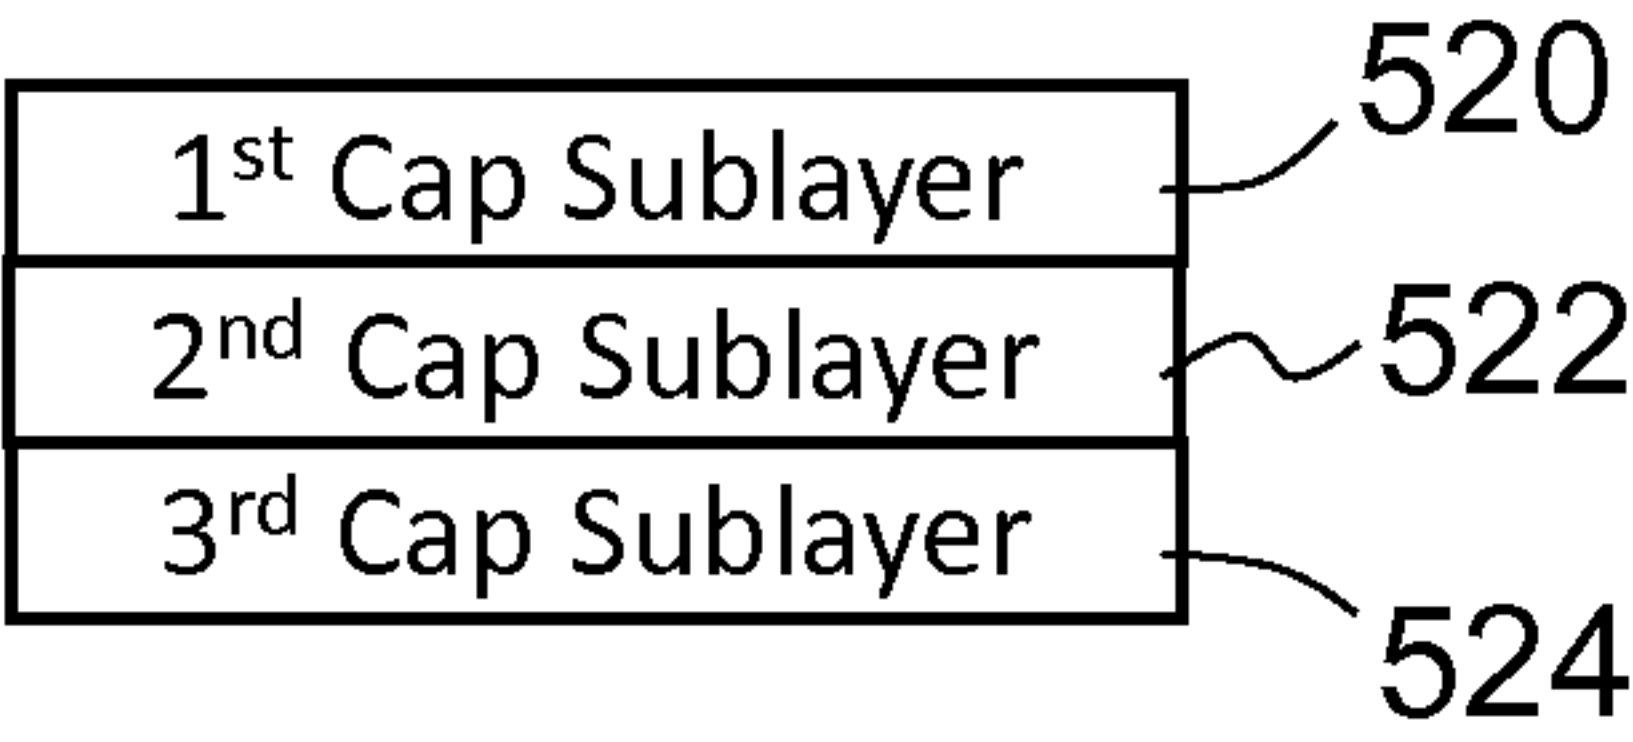 1st Cap Sublayer 520
2nd Cap Sublayer 522
3rd Cap Sublayer 524